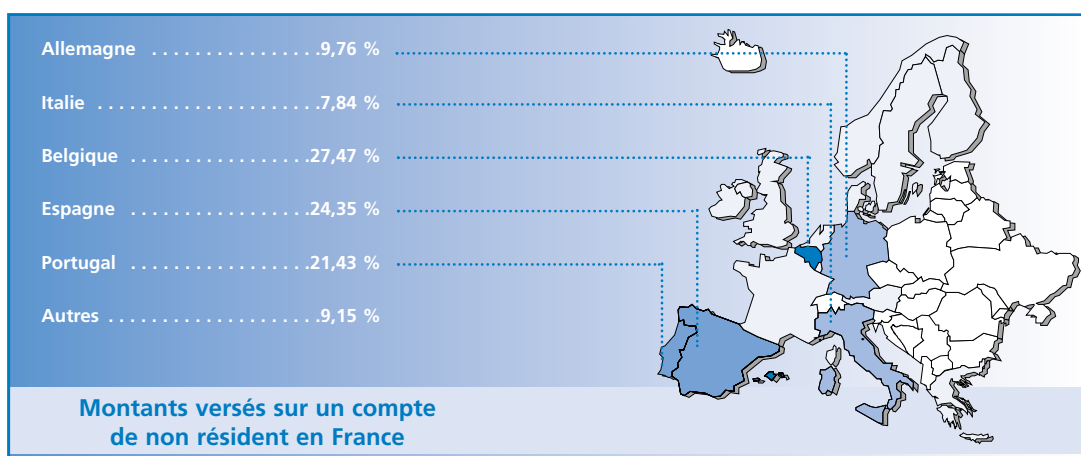 Allemagne . . . . . . . . . . . . . . . .9,76 %
Italie . . . . . . . . . . . . . . . . . . . . .7,84 %
Belgique . . . . . . . . . . . . . . . . .27,47 %
Espagne . . . . . . . . . . . . . . . . .24,35 %
Portugal . . . . . . . . . . . . . . . . .21,43 %
Autres . . . . . . . . . . . . . . . . . . . .9,15 %
Montants versés sur un compte
de non résident en France